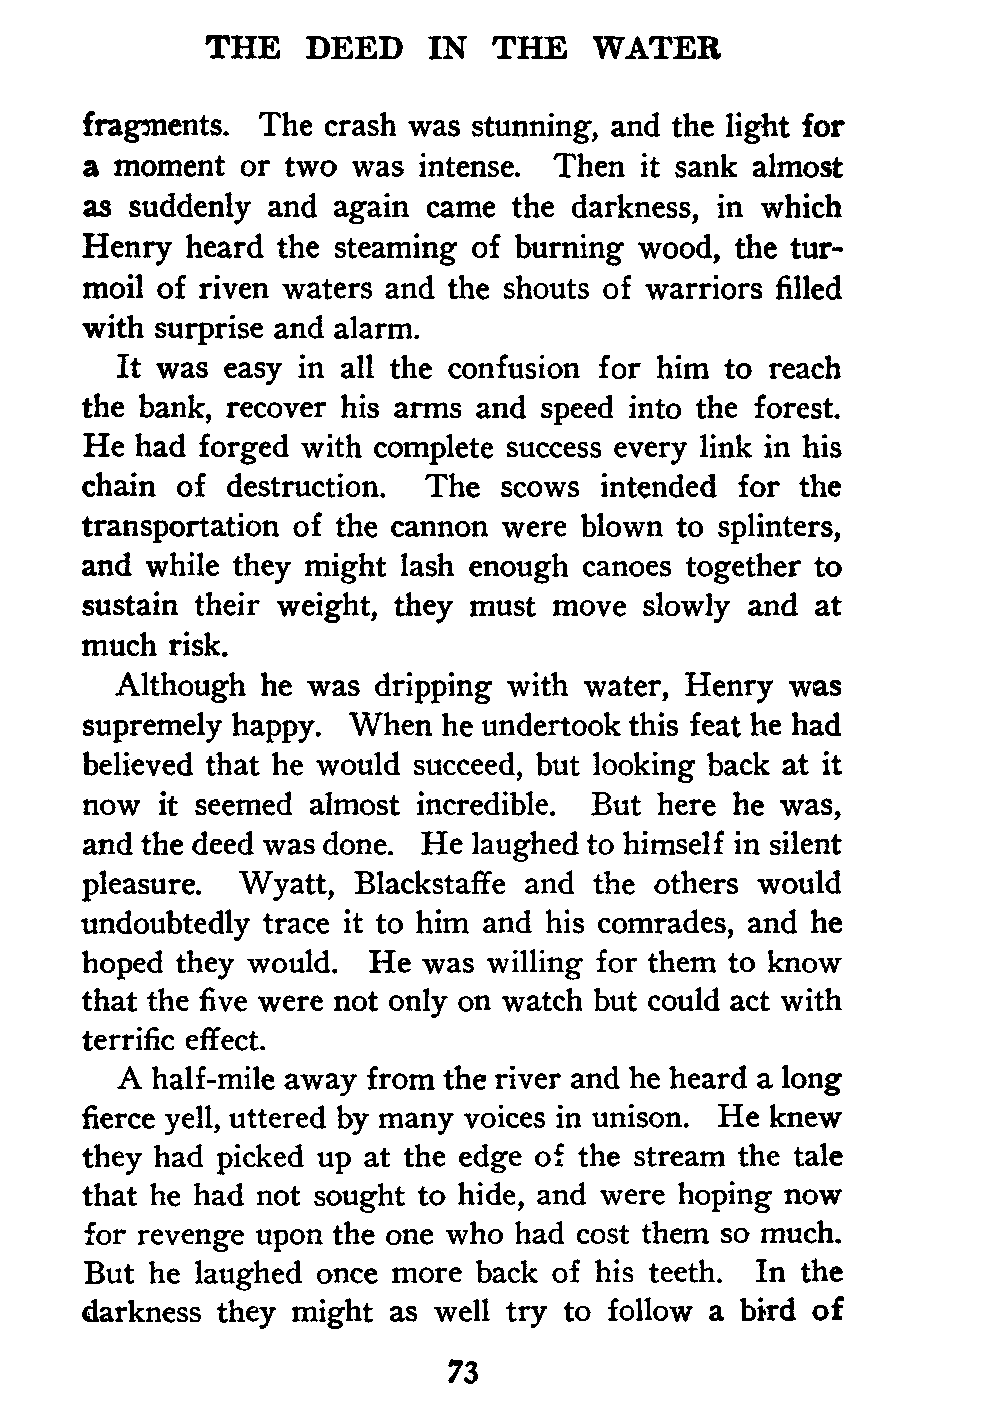 THE DEED IN THE WATER
fragments. The crash was stunning, and the light for
a moment or two was intense. Then it sank almost
as suddenly and again came the darkness, in which
Henry heard the steaming of burning wood, the tur-
moil of riven waters and the shouts of warriors filled
with surprise and alarm.
It was easy in all the confusion for him to reach
the bank, recover his arms and speed into the forest.
He had forged with complete success every link in his
chain of destruction. The scows intended for the
transportation of the cannon were blown to splinters,
and while they might lash enough canoes together to
sustain their weight, they must move slowly and at
much risk.
Although he was dripping with water, Henry was
supremely happy. When he undertook this feat he had
believed that he would succeed, but looking back at it
now it seemed almost incredible. But here he was,
and the deed was done. He laughed to himself in silent
pleasure. Wyatt, Blackstaffe and the others would
undoubtedly trace it to him and his comrades, and he
hoped they would. He was willing for them to know
that the five were not only on watch but could act with
terrific effect.
A half-mile away from the river and he heard a long
fierce yell, uttered by many voices in unison. He knew
they had picked up at the edge of the stream the tale
that he had not sought to hide, and were hoping now
for revenge upon the one who had cost them so much.
But he laughed once more back of his teeth. In the
darkness they might as well try to follow a bird of
73